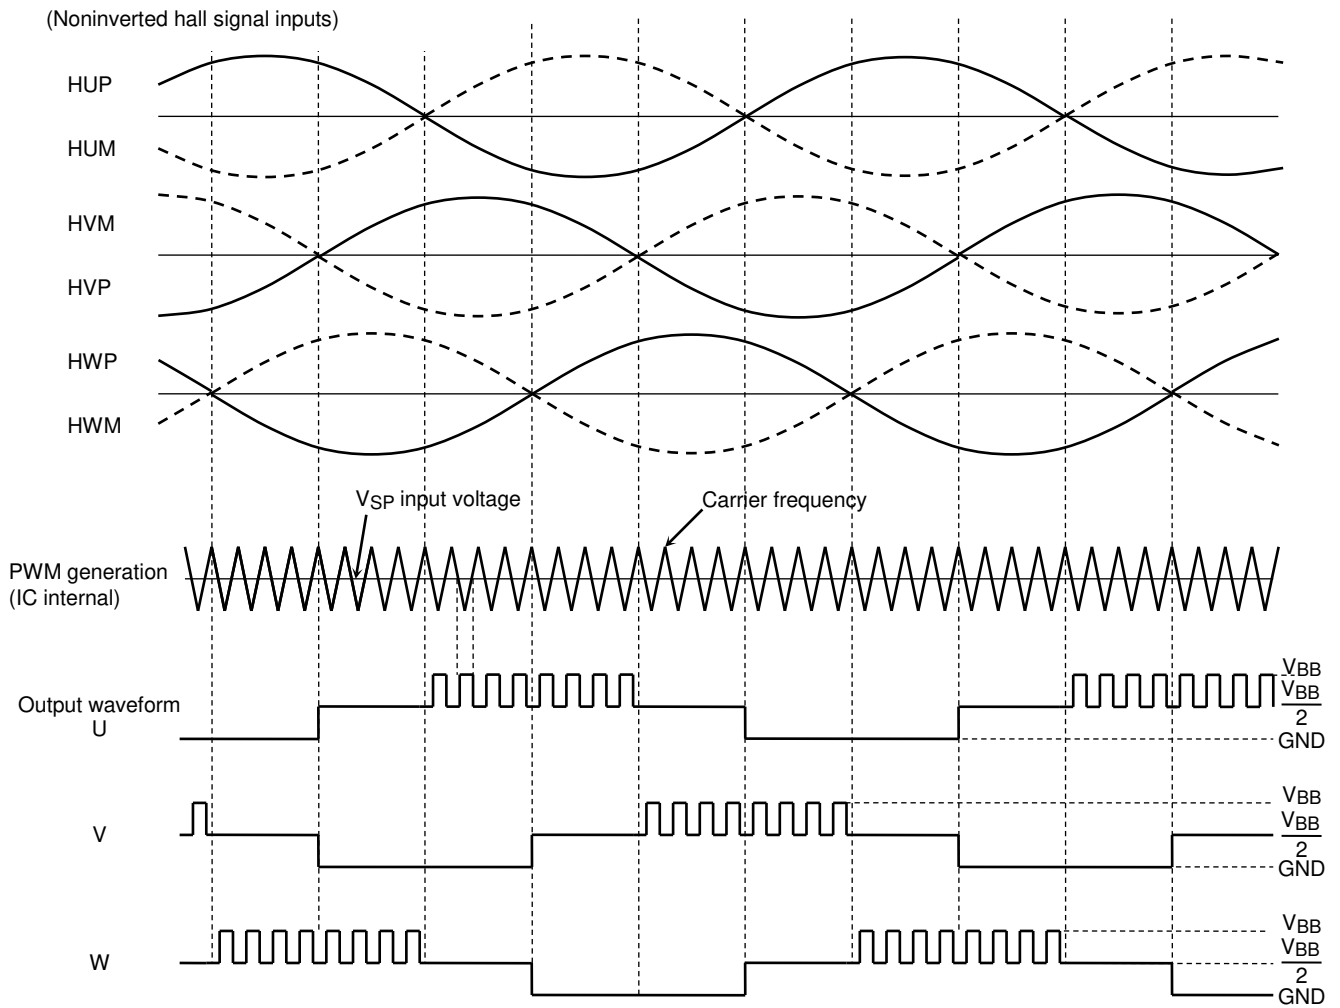 (Noninverted hall signal inputs)
HUP
HUM
HVM
HVP
HWP
HWM
VSP input voltage
Carrier frequency
PWM generation
(IC internal)
Output waveform
U
VBB
VBB
2
GND
V
VBB
VBB
2
GND
W
VBB
VBB
2
GND